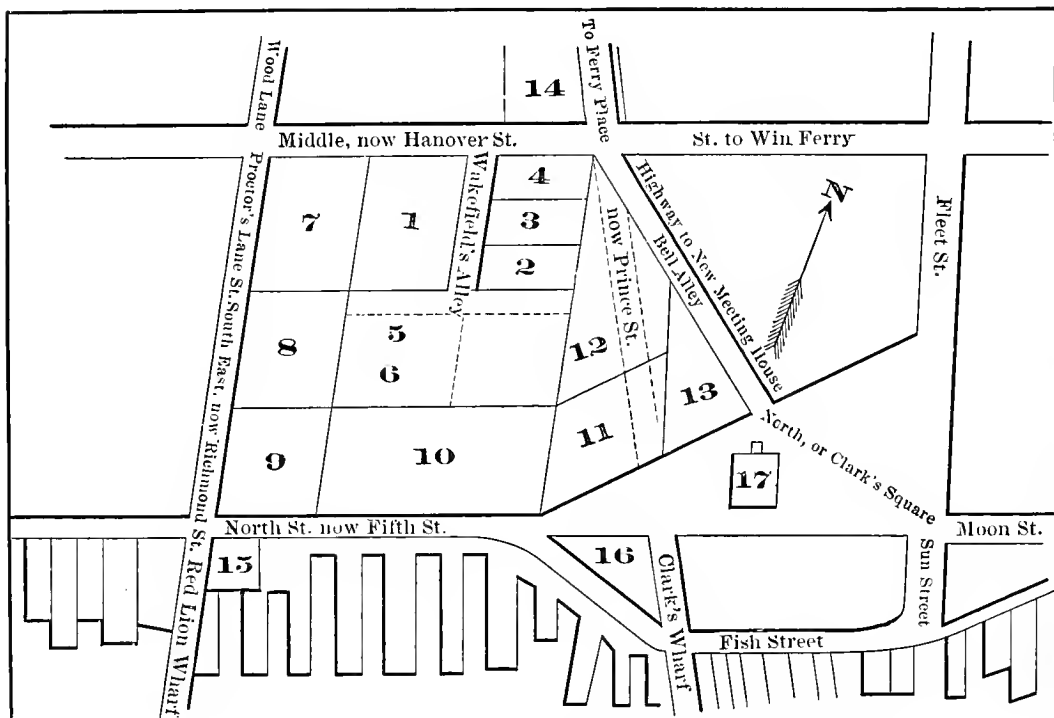 Wood Lane
To Ferry Place
14
Middle, now Hanover St.
St. to Win Ferry
Proctor's Lane St. South East, now Richmond St. Red Lion Wharf
7
1
Wakefield's Alley
4
3
2
now Prince St.
Bell Alley
Highway to New Meeting House
N
Fleet St.
8
5
6
12
13
9
10
11
17
North, or Clark's Square
North St. now Fifth St.
Moon St.
15
16
Clark's Wharf
Sun Street
Fish Street